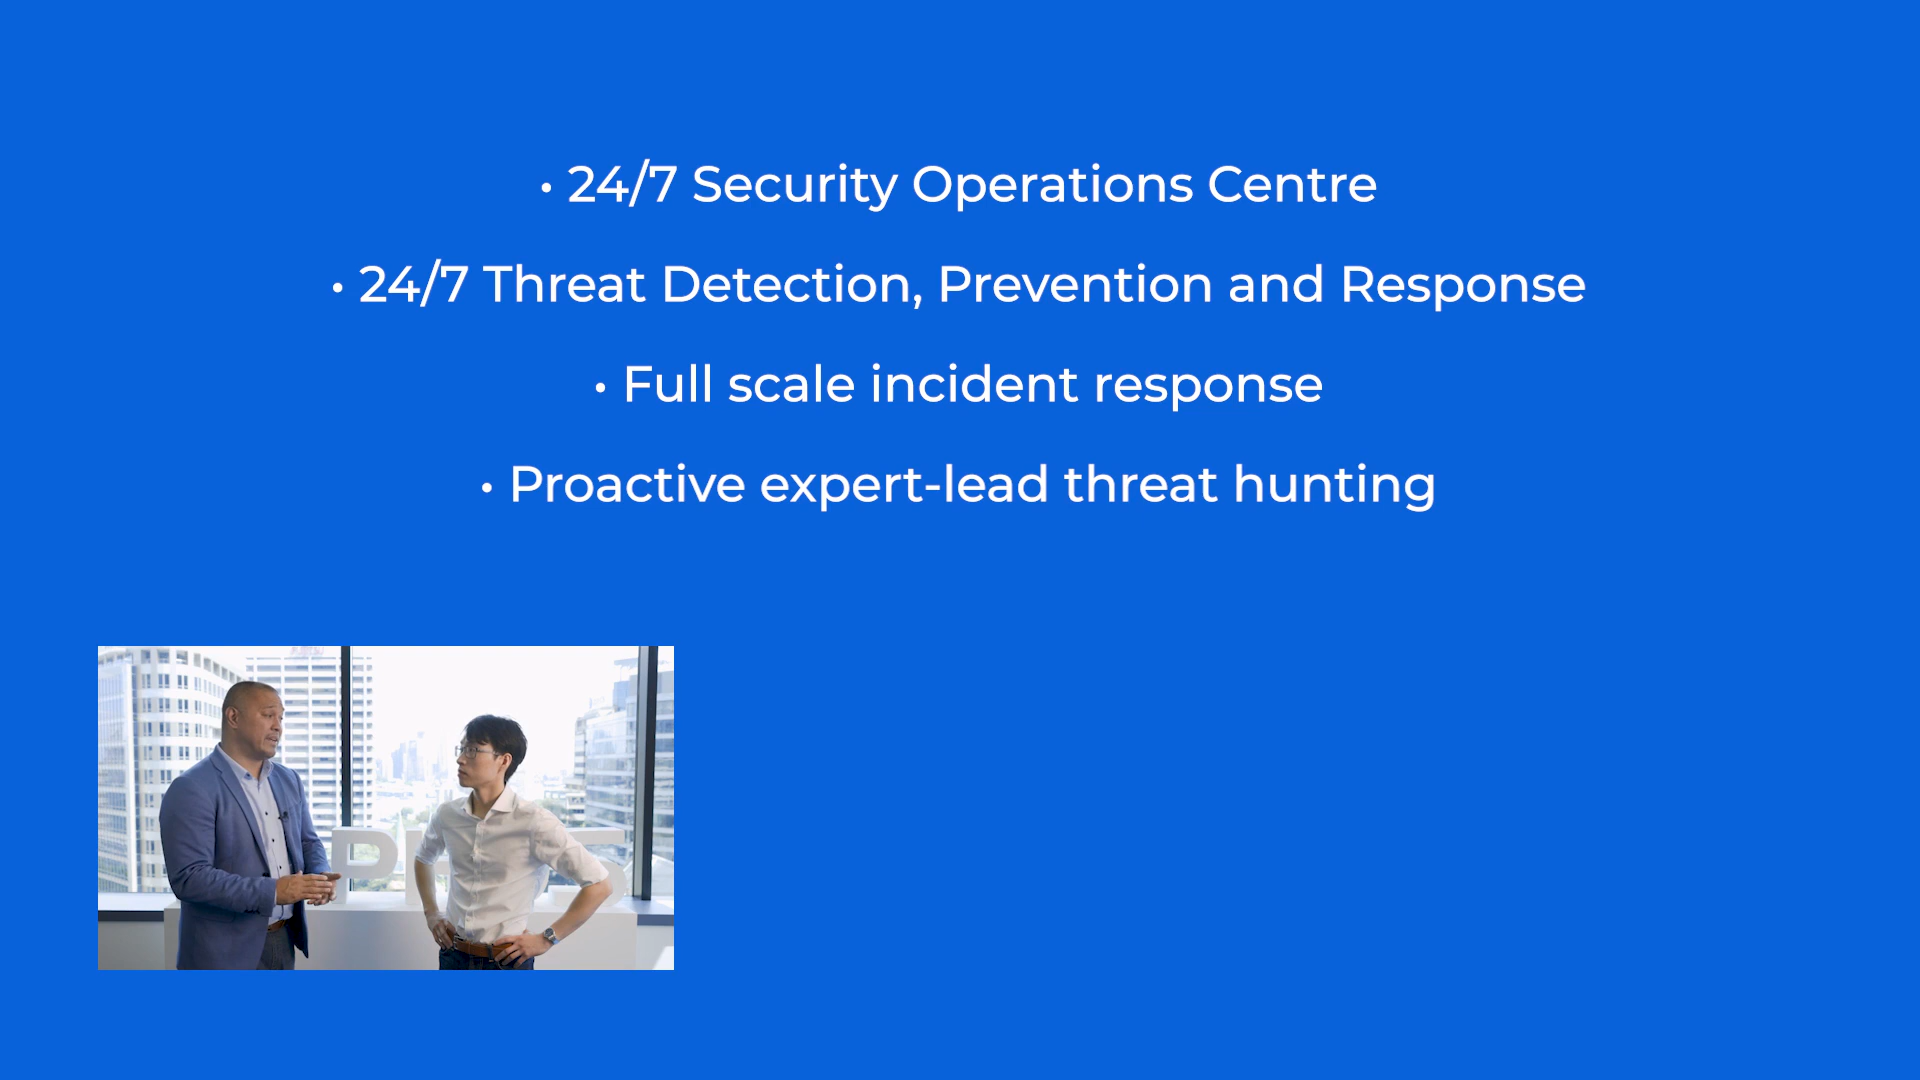 • 24/7 Security Operations Centre
• 24/7 Threat Detection, Prevention and Response
• Full scale incident response
• Proactive expert-lead threat hunting